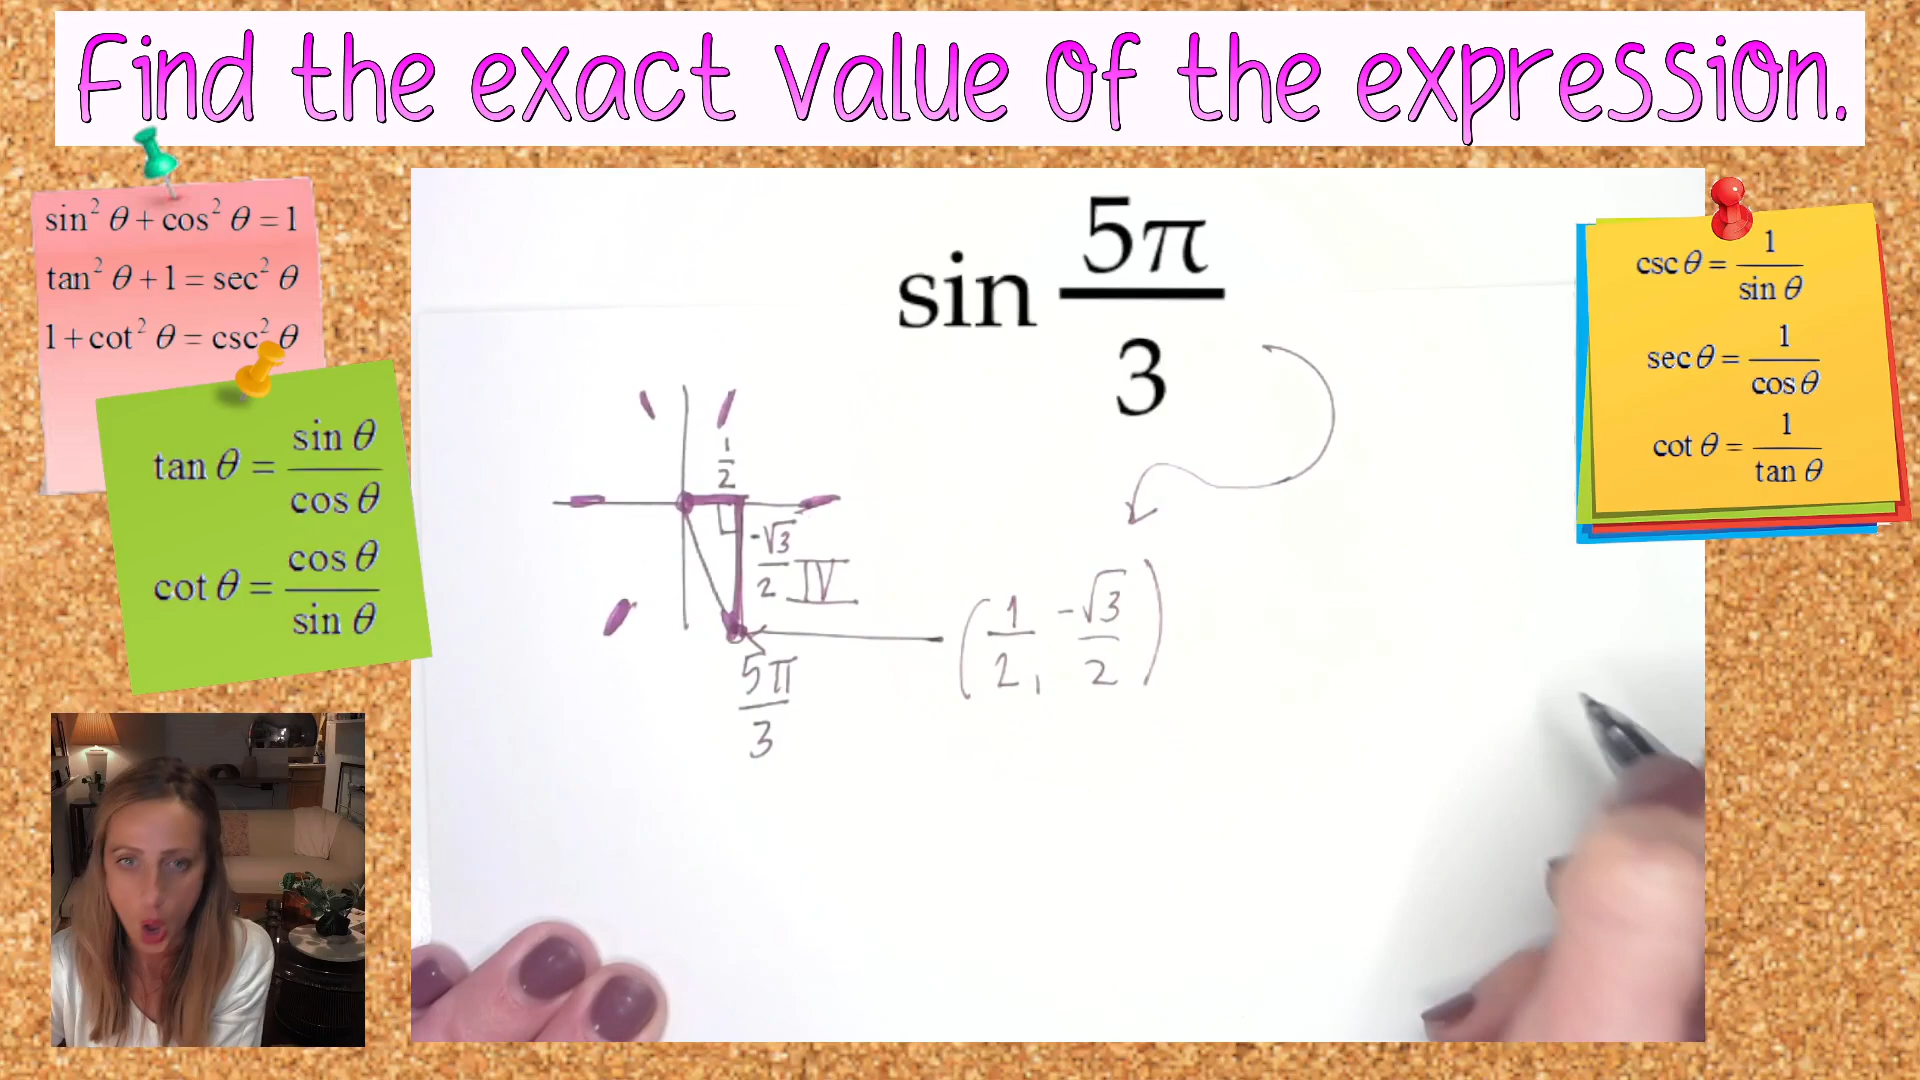 Find the exact value of the expression.
sin² θ + cos² θ = 1
tan² θ + 1 = sec² θ
1 + cot² θ = csc² θ
tan θ = sin θ / cos θ
cot θ = cos θ / sin θ
sin 5π / 3
1/2
-√3/2
IV
5π/3
(1/2, -√3/2)
csc θ = 1 / sin θ
sec θ = 1 / cos θ
cot θ = 1 / tan θ